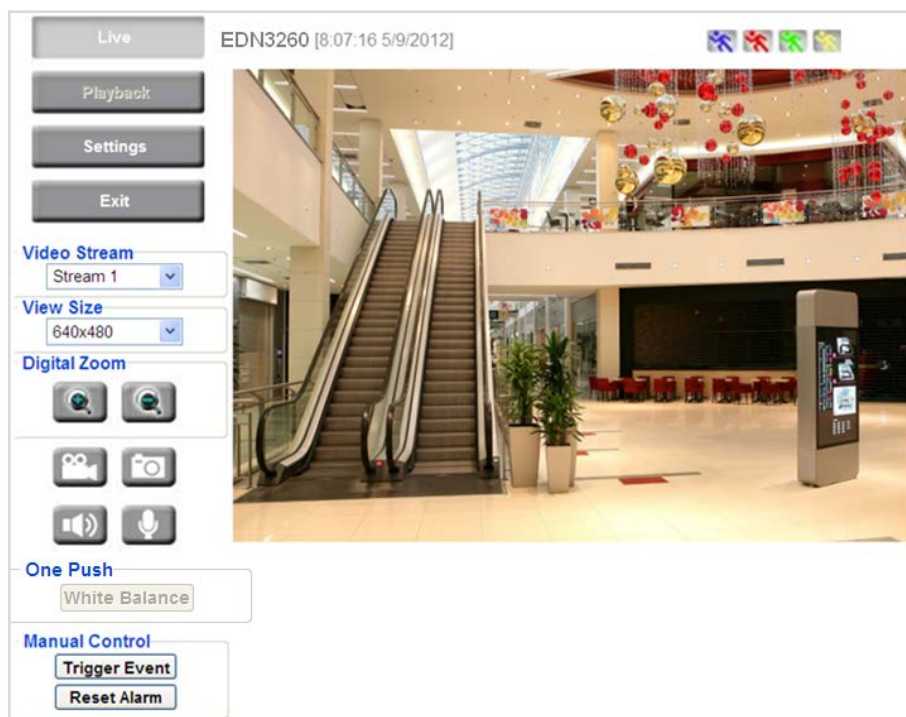 Live
EDN3260 [8:07:16 5/9/2012]
Playback
Settings
Exit
Video Stream
Stream 1
View Size
640x480
Digital Zoom
One Push
White Balance
Manual Control
Trigger Event
Reset Alarm